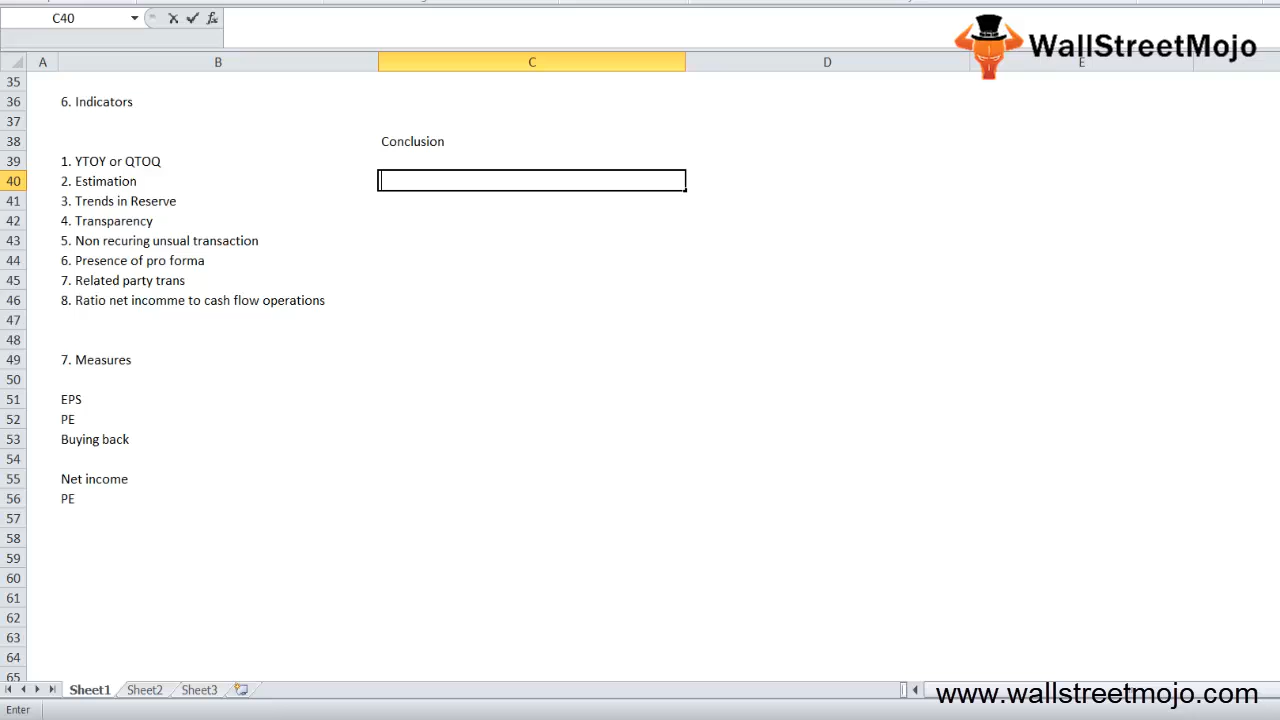 C40
fx
WallStreetMojo
A B C D E
35
36 6. Indicators
37
38 Conclusion
39 1. YTOY or QTOQ
40 2. Estimation
41 3. Trends in Reserve
42 4. Transparency
43 5. Non recuring unsual transaction
44 6. Presence of pro forma
45 7. Related party trans
46 8. Ratio net incomme to cash flow operations
47
48
49 7. Measures
50
51 EPS
52 PE
53 Buying back
54
55 Net income
56 PE
57
58
59
60
61
62
63
64
65
Sheet1 Sheet2 Sheet3
www.wallstreetmojo.com
Enter